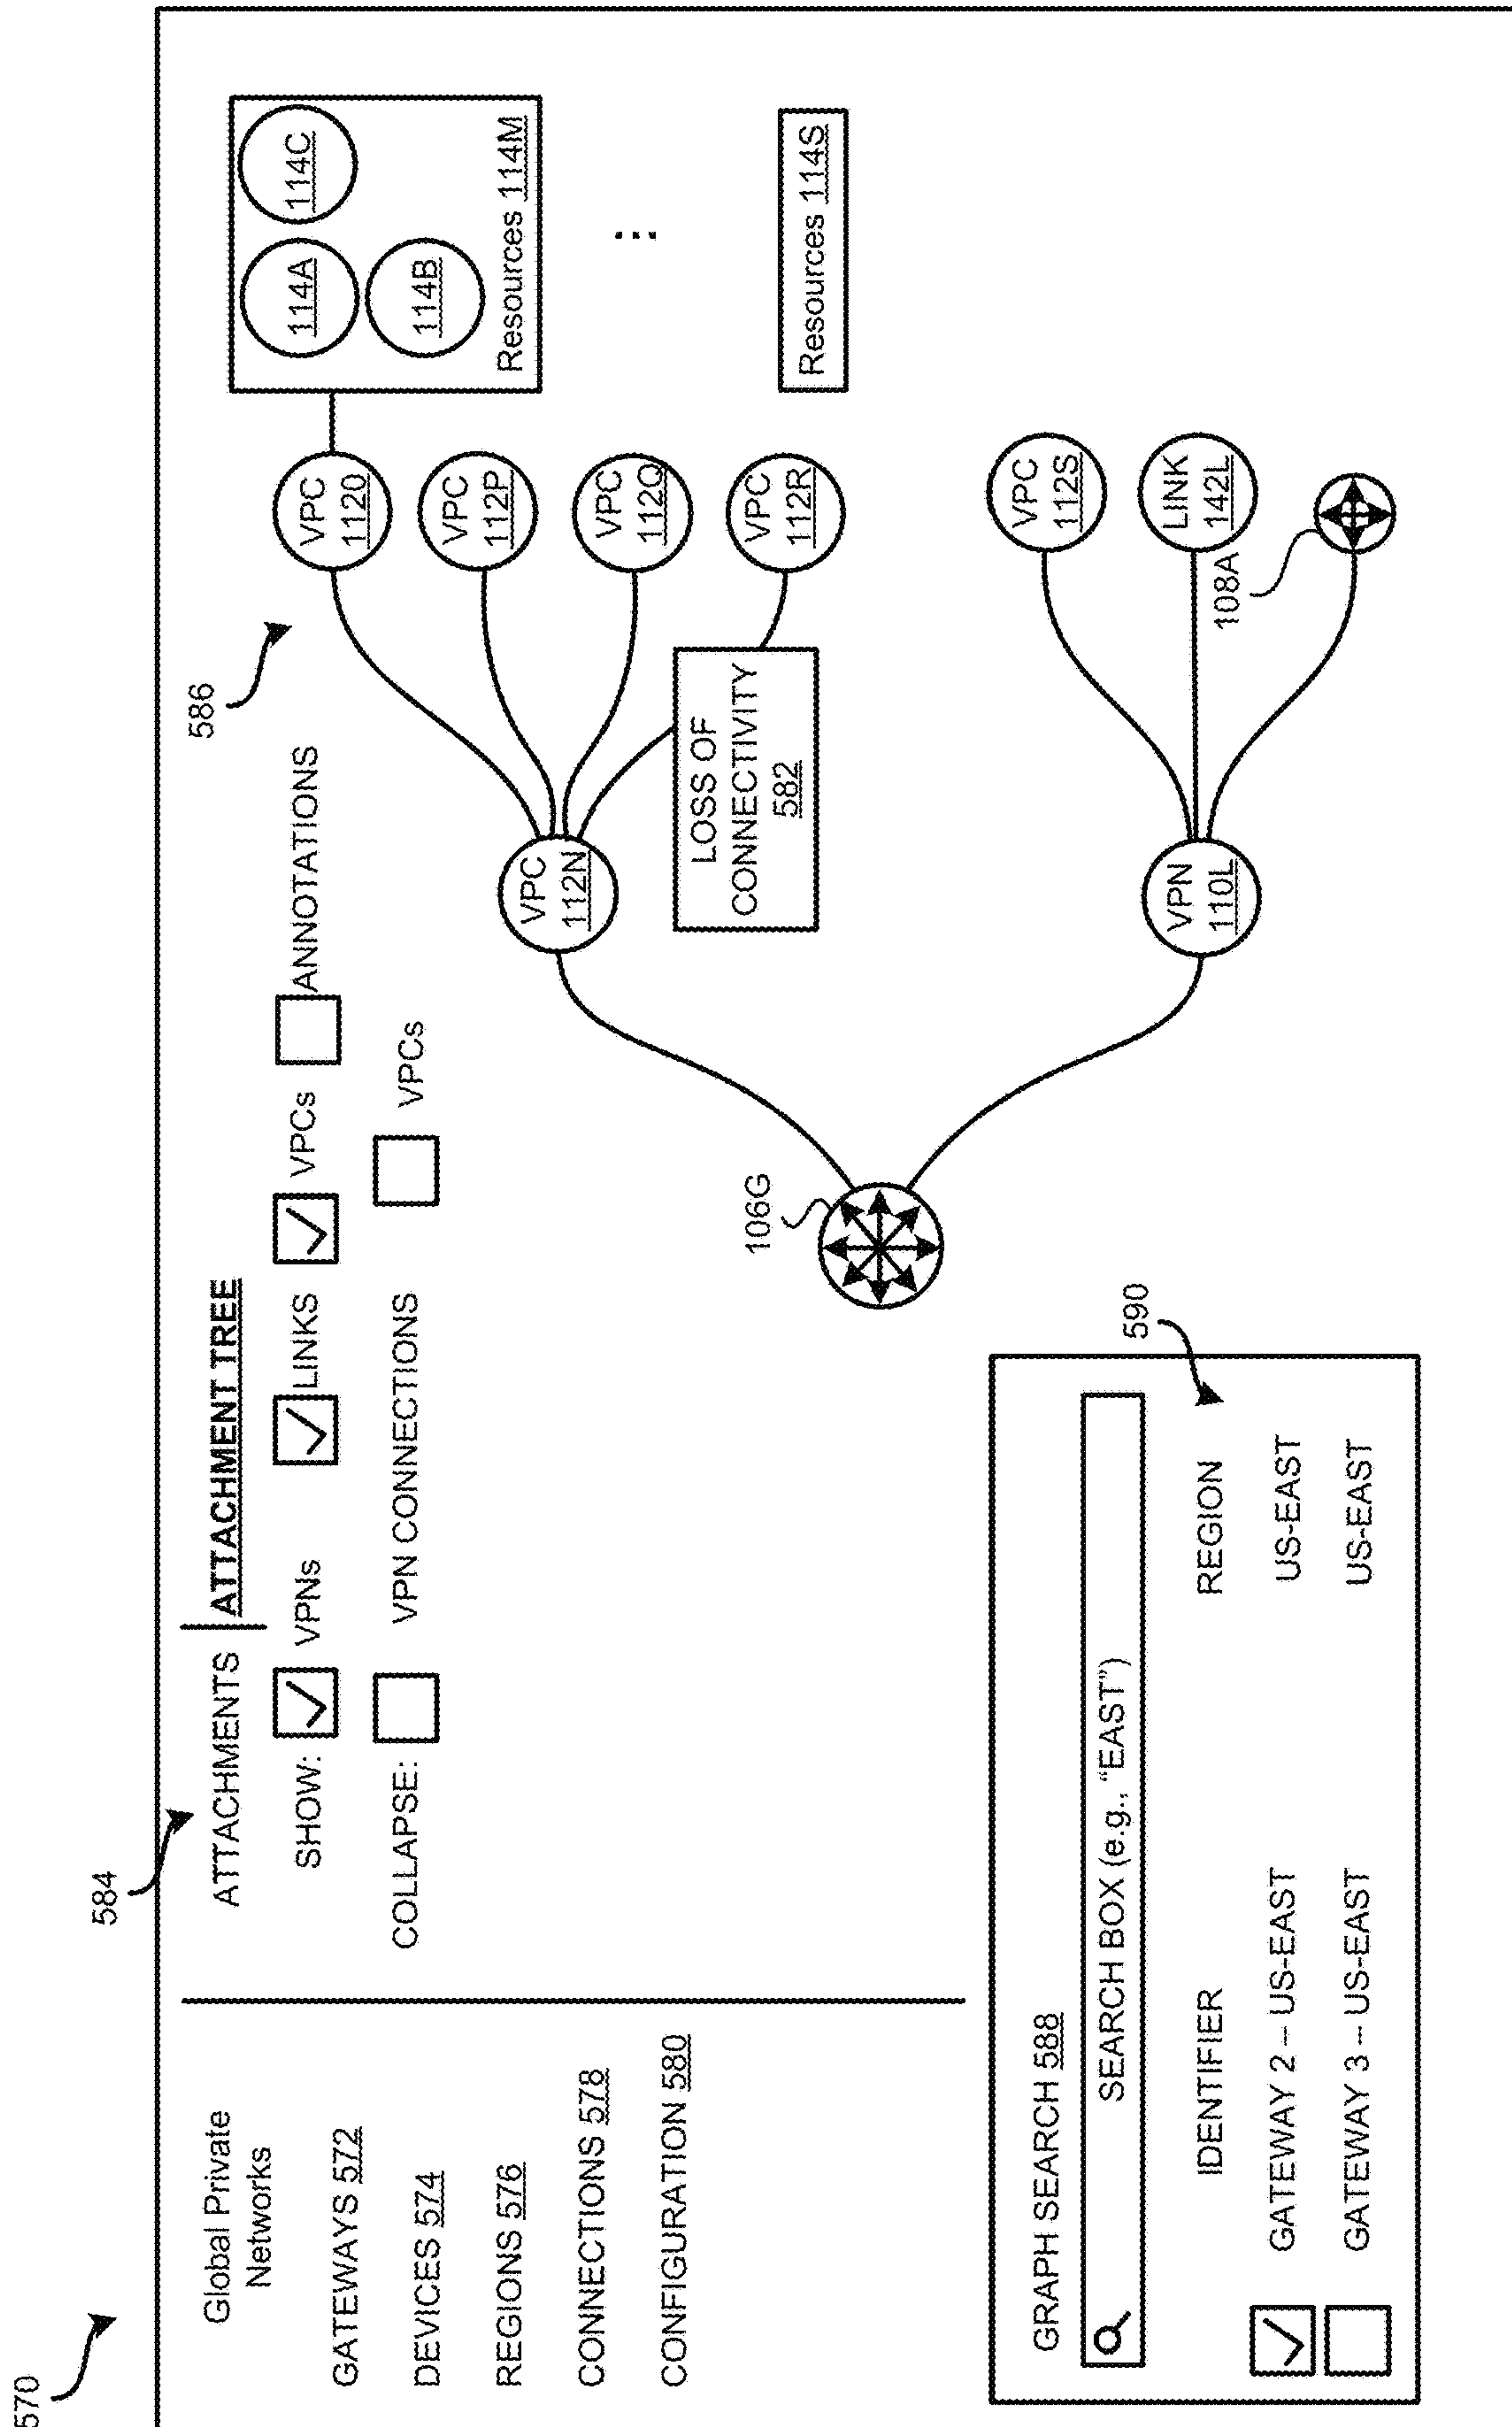 570
584
Global Private
Networks
GATEWAYS 572
DEVICES 574
REGIONS 576
CONNECTIONS 578
CONFIGURATION 580
ATTACHMENTS
ATTACHMENT TREE
SHOW: VPNs LINKS VPCs ANNOTATIONS
COLLAPSE: VPN CONNECTIONS VPCs
586
106G
VPC
112N
VPC
1120
VPC
112P
VPC
112Q
VPC
112R
LOSS OF
CONNECTIVITY
582
114A
114C
114B
Resources 114M
...
Resources 114S
VPN
110L
VPC
112S
LINK
142L
108A
GRAPH SEARCH 588
SEARCH BOX (e.g., “EAST”)
590
IDENTIFIER REGION
GATEWAY 2 – US-EAST US-EAST
GATEWAY 3 -- US-EAST US-EAST